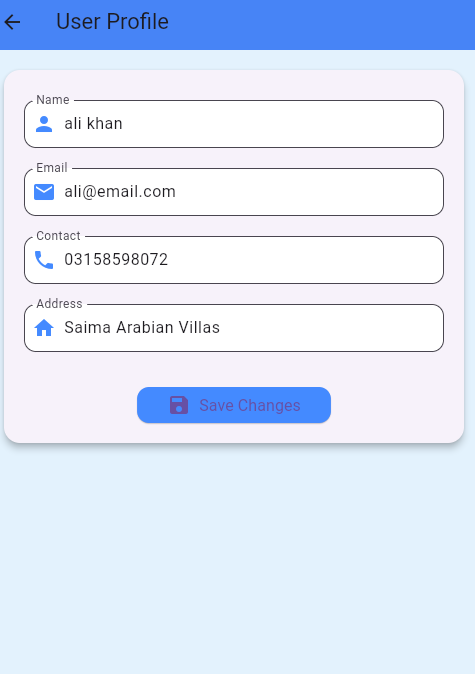 User Profile
Name
ali khan
Email
ali@email.com
Contact
03158598072
Address
Saima Arabian Villas
Save Changes